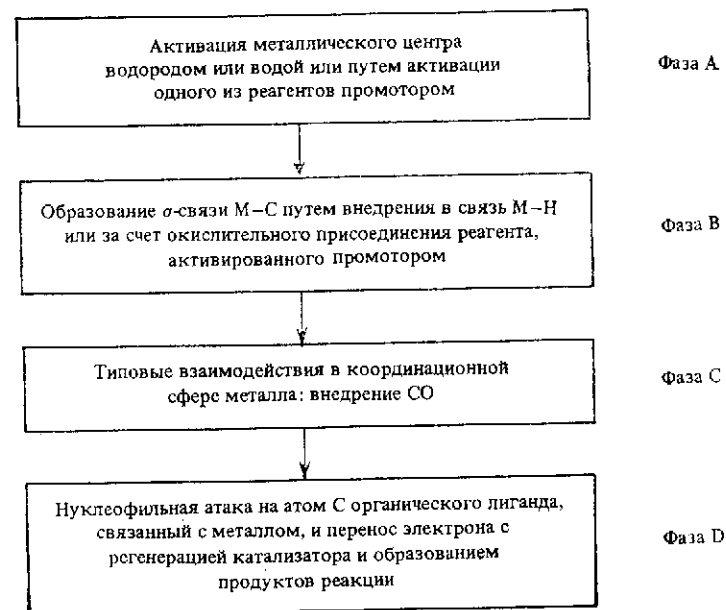 Активация металлического центра
водородом или водой или путем активации
одного из реагентов промотором
Фаза A
Образование σ-связи M–C путем внедрения в связь M–H
или за счет окислительного присоединения реагента,
активированного промотором
Фаза B
Типовые взаимодействия в координационной
сфере металла: внедрение CO
Фаза C
Нуклеофильная атака на атом C органического лиганда,
связанный с металлом, и перенос электрона с
регенерацией катализатора и образованием
продуктов реакции
Фаза D